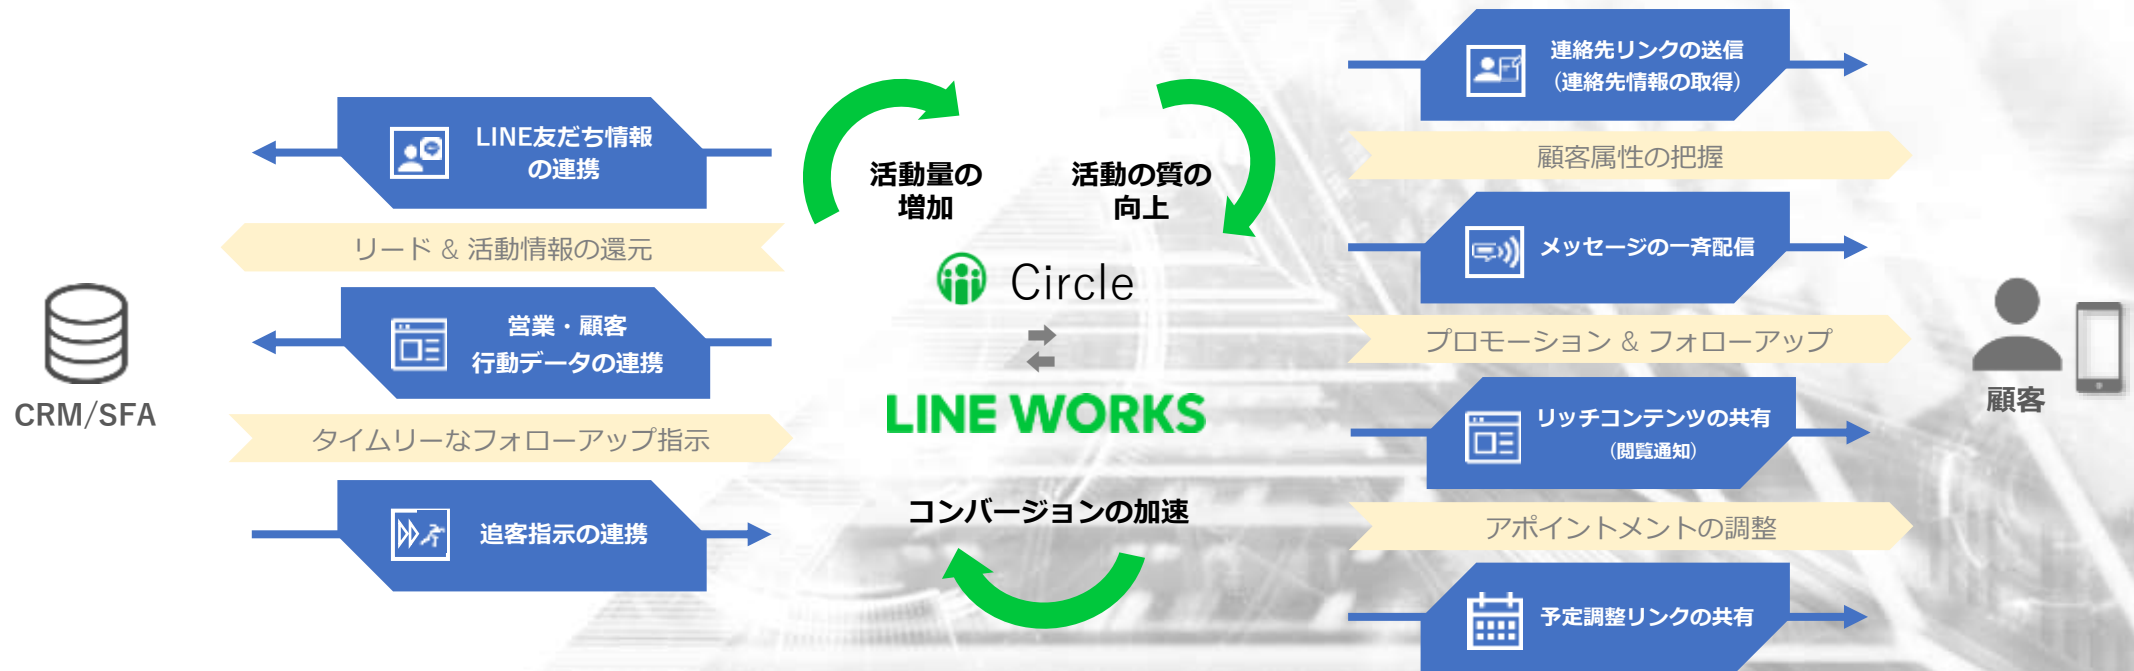 連絡先リンクの送信
(連絡先情報の取得)
LINE友だち情報
の連携
活動量の
増加
活動の質の
向上
顧客属性の把握
リード & 活動情報の還元
メッセージの一斉配信
Circle
営業・顧客
行動データの連携
プロモーション & フォローアップ
CRM/SFA
LINE WORKS
顧客
タイムリーなフォローアップ指示
リッチコンテンツの共有
(閲覧通知)
コンバージョンの加速
アポイントメントの調整
追客指示の連携
予定調整リンクの共有